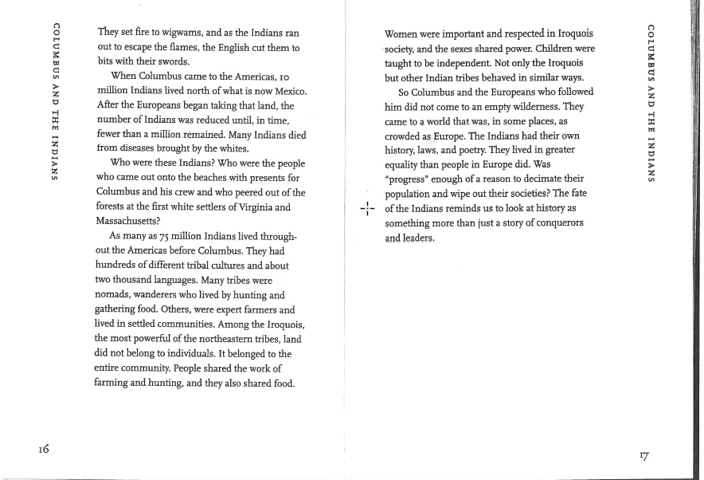 COLUMBUS AND THE INDIANS
They set fire to wigwams, and as the Indians ran
out to escape the flames, the English cut them to
bits with their swords.
When Columbus came to the Americas, 10
million Indians lived north of what is now Mexico.
After the Europeans began taking that land, the
number of Indians was reduced until, in time,
fewer than a million remained. Many Indians died
from diseases brought by the whites.
Who were these Indians? Who were the people
who came out onto the beaches with presents for
Columbus and his crew and who peered out of the
forests at the first white settlers of Virginia and
Massachusetts?
As many as 75 million Indians lived through-
out the Americas before Columbus. They had
hundreds of different tribal cultures and about
two thousand languages. Many tribes were
nomads, wanderers who lived by hunting and
gathering food. Others, were expert farmers and
lived in settled communities. Among the Iroquois,
the most powerful of the northeastern tribes, land
did not belong to individuals. It belonged to the
entire community. People shared the work of
farming and hunting, and they also shared food.
16
Women were important and respected in Iroquois
society, and the sexes shared power. Children were
taught to be independent. Not only the Iroquois
but other Indian tribes behaved in similar ways.
So Columbus and the Europeans who followed
him did not come to an empty wilderness. They
came to a world that was, in some places, as
crowded as Europe. The Indians had their own
history, laws, and poetry. They lived in greater
equality than people in Europe did. Was
“progress” enough of a reason to decimate their
population and wipe out their societies? The fate
of the Indians reminds us to look at history as
something more than just a story of conquerors
and leaders.
COLUMBUS AND THE INDIANS
17